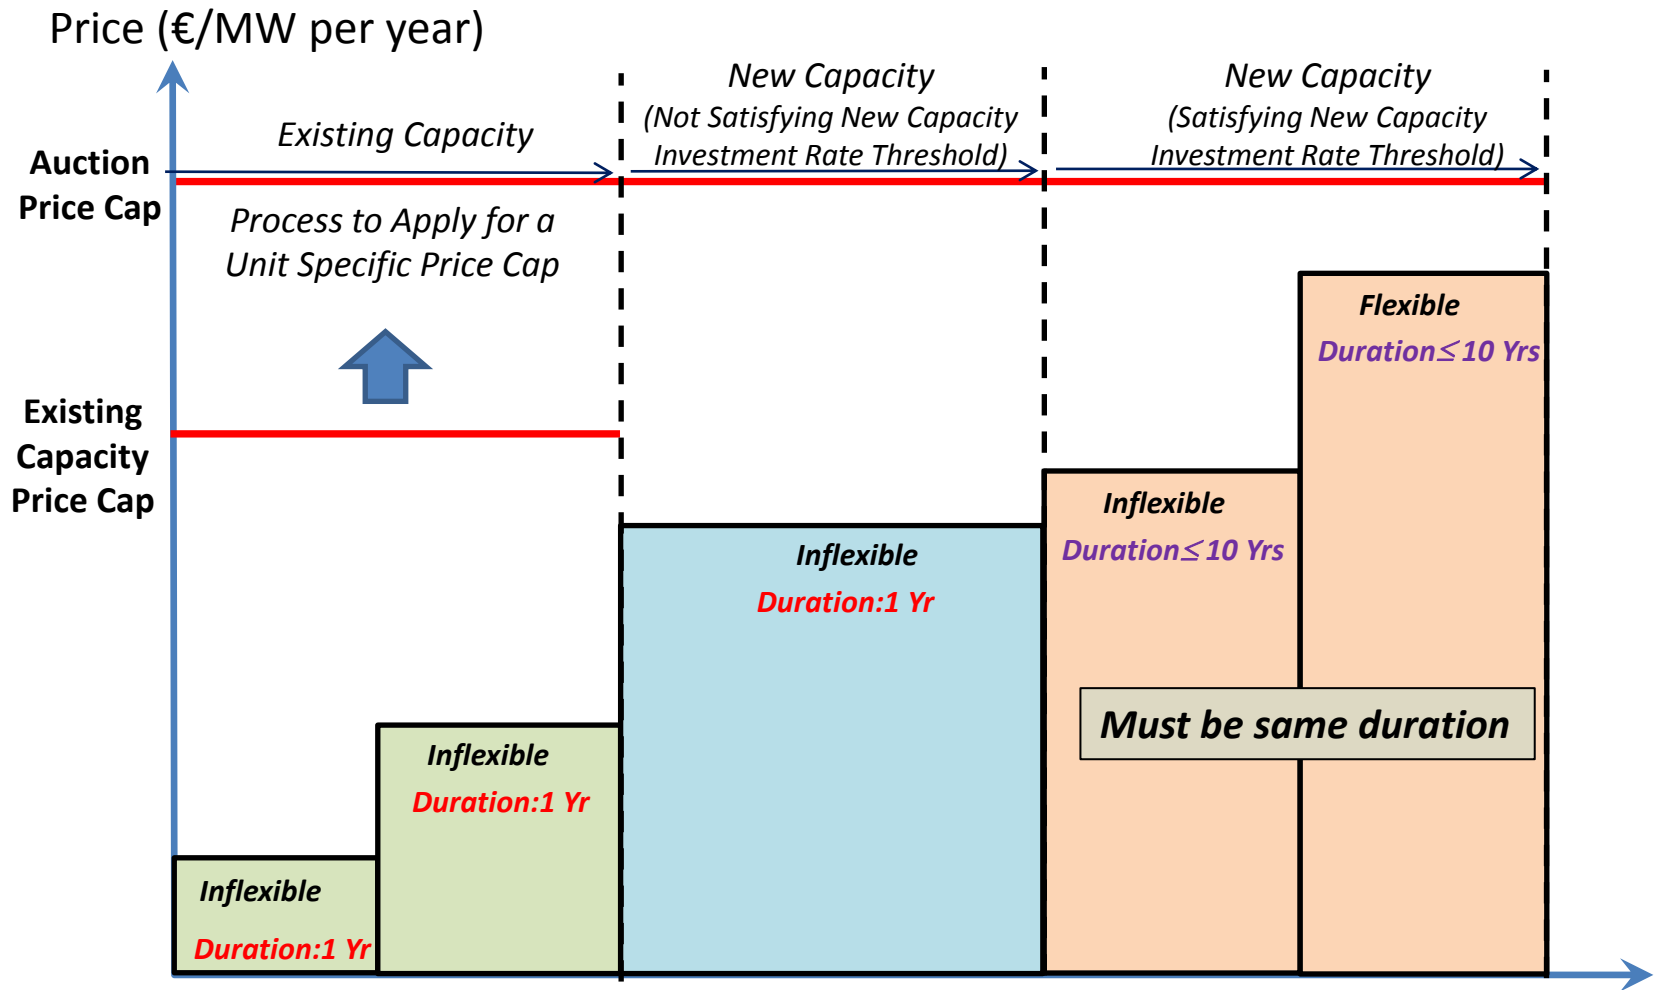 Price (€/MW per year)
Existing Capacity
New Capacity
(Not Satisfying New Capacity
Investment Rate Threshold)
New Capacity
(Satisfying New Capacity
Investment Rate Threshold)
Auction
Price Cap
Process to Apply for a
Unit Specific Price Cap
Existing
Capacity
Price Cap
Inflexible
Duration:1 Yr
Inflexible
Duration:1 Yr
Inflexible
Duration:1 Yr
Inflexible
Duration≤10 Yrs
Flexible
Duration≤10 Yrs
Must be same duration